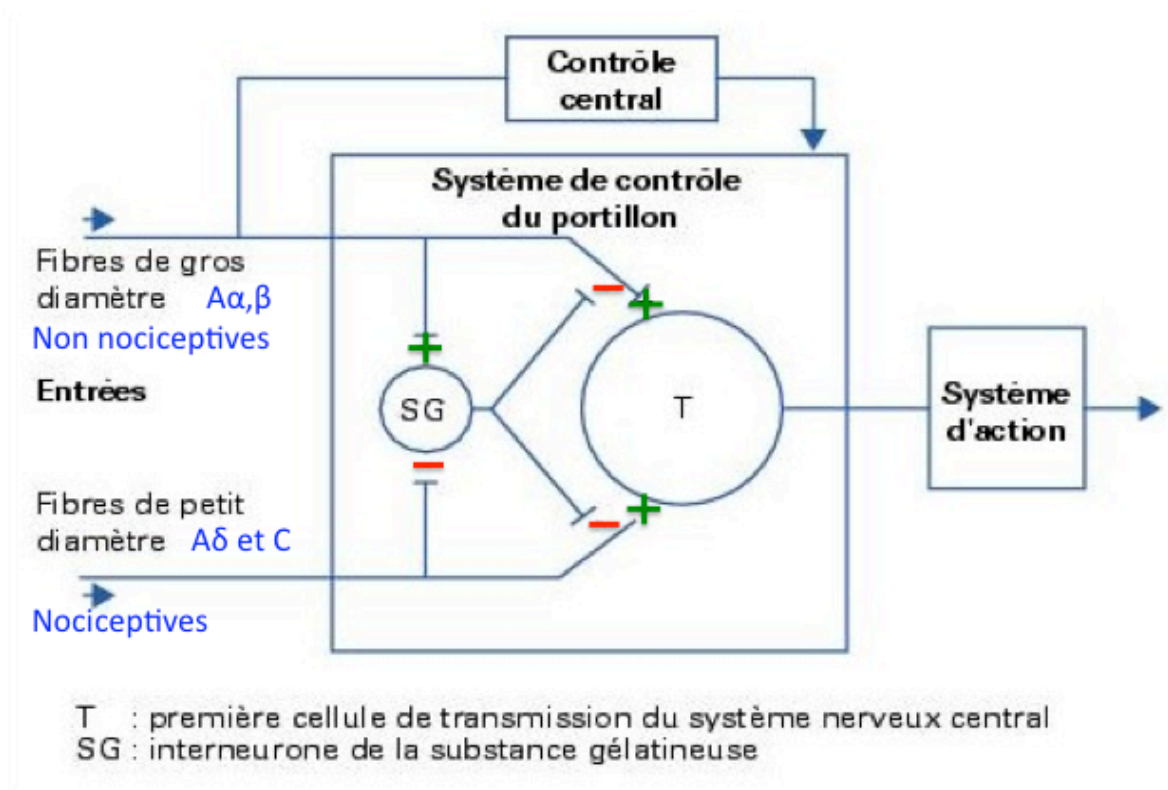 Contrôle
central
Système de contrôle
du portillon
Fibres de gros
diamètre Aα,β
Non nociceptives
Entrées
SG
T
Système
d'action
Fibres de petit
diamètre Aδ et C
Nociceptives
T : première cellule de transmission du système nerveux central
SG : interneurone de la substance gélatineuse